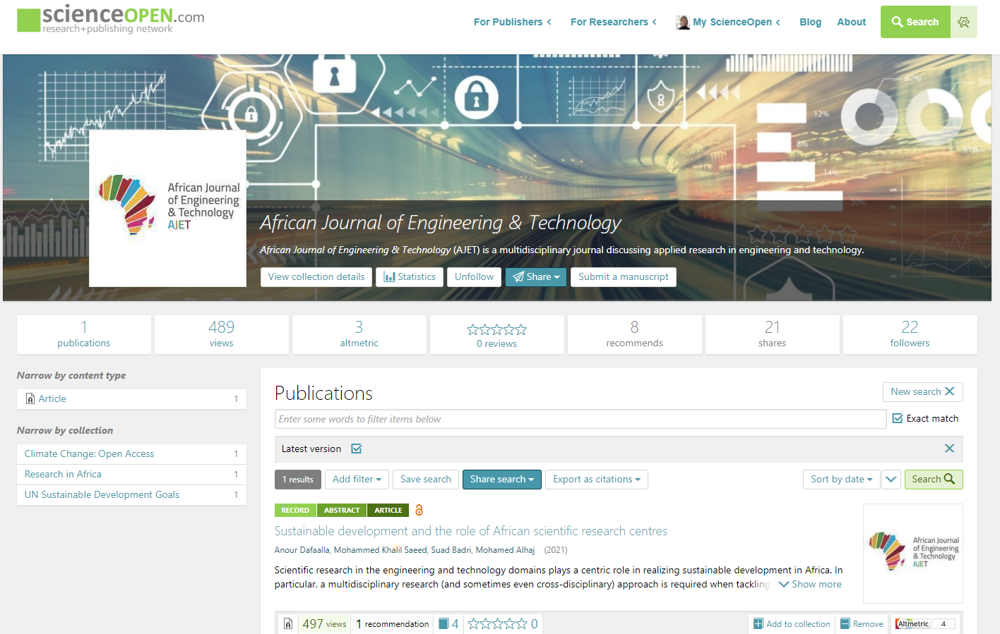 scienceOPEN.com
research+publishing network
For Publishers
For Researchers
My ScienceOpen
Blog
About
Search
62%
26%
12%
8%
51%
14%
20%
African Journal
of Engineering
& Technology
AJET
African Journal of Engineering & Technology
African Journal of Engineering & Technology (AJET) is a multidisciplinary journal discussing applied research in engineering and technology.
View collection details
Statistics
Unfollow
Share
Submit a manuscript
1
publications
489
views
3
altmetric
0 reviews
8
recommends
21
shares
22
followers
Narrow by content type
Article 1
Narrow by collection
Climate Change: Open Access 1
Research in Africa 1
UN Sustainable Development Goals 1
Publications
New search
Enter some words to filter items below
Exact match
Latest version
1 results
Add filter
Save search
Share search
Export as citations
Sort by date
Search
RECORD ABSTRACT ARTICLE
Sustainable development and the role of African scientific research centres
Anour Dafaalla, Mohammed Khalil Saeed, Suad Badri, Mohamed Alhaj (2021)
Scientific research in the engineering and technology domains plays a centric role in realizing sustainable development in Africa. In
particular, a multidisciplinary research (and sometimes even cross-disciplinary) approach is required when tackling
Show more
African Journal
of Engineering
& Technology
AJET
497 views
1 recommendation
4
0
Add to collection
Remove
Altmetric 4